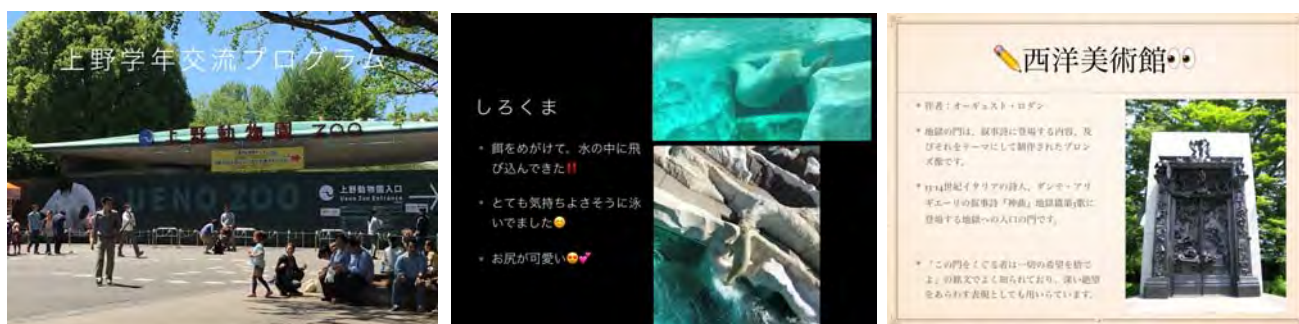 上野学年交流プログラム
上野動物園 ZOO
UENO ZOO
上野動物園入口
Ueno Zoo Entrance
しろくま
• 餌をめがけて、水の中に飛
び込んできた‼️
• とても気持ちよさそうに泳
いでました😊
• お尻が可愛い😍💕
✏️西洋美術館👀
* 作者：オーギュスト・ロダン
* 地獄の門は、叙事詩に登場する内容、及
びそれをテーマにして制作されたブロン
ズ像です。
* 13-14世紀イタリアの詩人、ダンテ・アリ
ギエーリの叙事詩『神曲』地獄篇第3歌に
登場する地獄への入口の門です。
* 「この門をくぐる者は一切の希望を捨て
よ」の銘文でよく知られており、深い絶望
をあらわす表現としても用いられています。